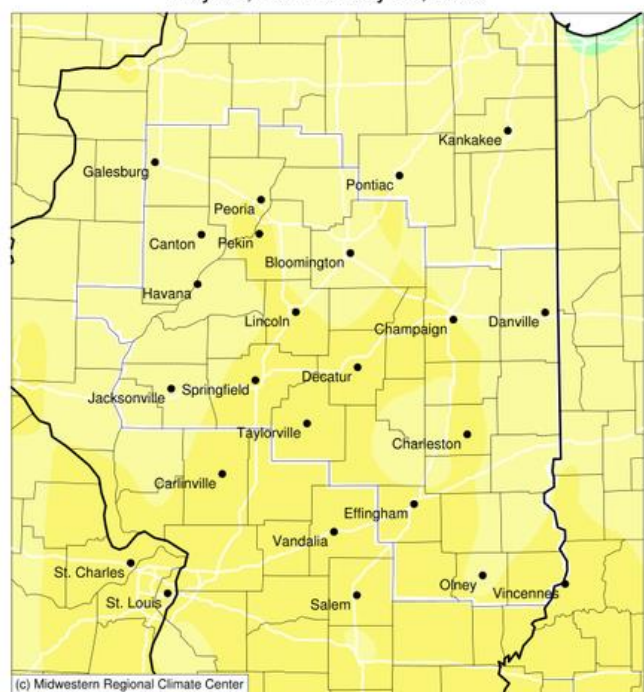 Kankakee
Galesburg
Pontiac
Peoria
Canton
Pekin
Bloomington
Havana
Lincoln
Champaign
Danville
Decatur
Springfield
Jacksonville
Taylorville
Charleston
Carlinville
Effingham
Vandalia
St. Charles
Olney
Vincennes
St. Louis
Salem
(c) Midwestern Regional Climate Center